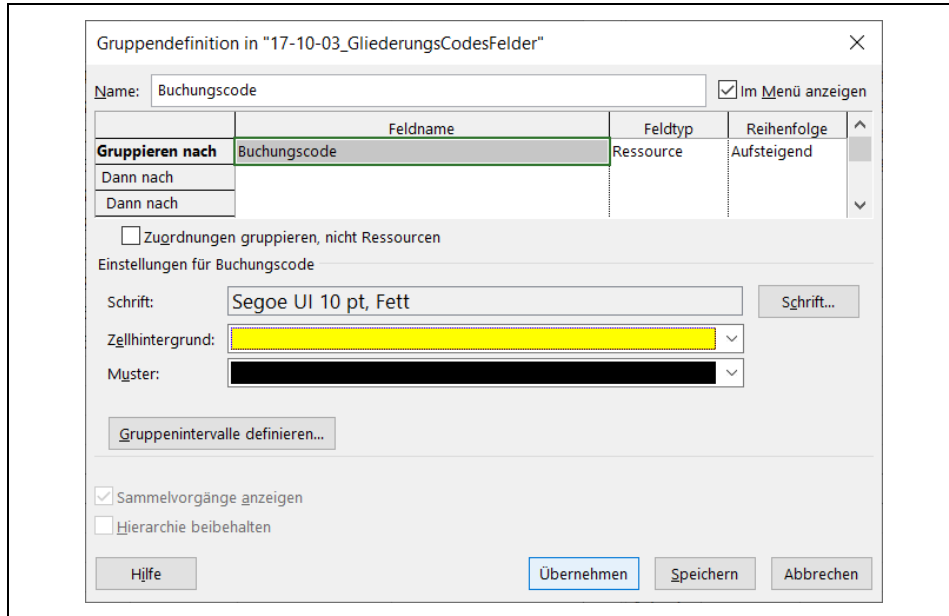 Gruppendefinition in "17-10-03_GliederungsCodesFelder"
Name: Buchungscode Im Menü anzeigen
Feldname Feldtyp Reihenfolge
Gruppieren nach Buchungscode Ressource Aufsteigend
Dann nach
Dann nach
Zuordnungen gruppieren, nicht Ressourcen
Einstellungen für Buchungscode
Schrift: Segoe UI 10 pt, Fett Schrift...
Zellhintergrund:
Muster:
Gruppenintervalle definieren...
Sammelvorgänge anzeigen
Hierarchie beibehalten
Hilfe Übernehmen Speichern Abbrechen